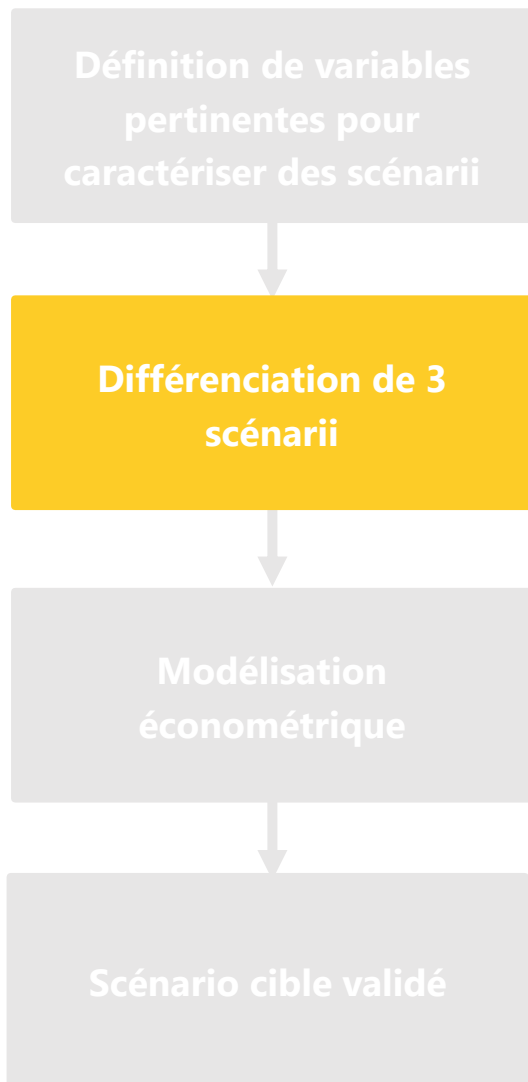 Définition de variables
pertinentes pour
caractériser des scénarii
Différenciation de 3
scénarii
Modélisation
économétrique
Scénario cible validé